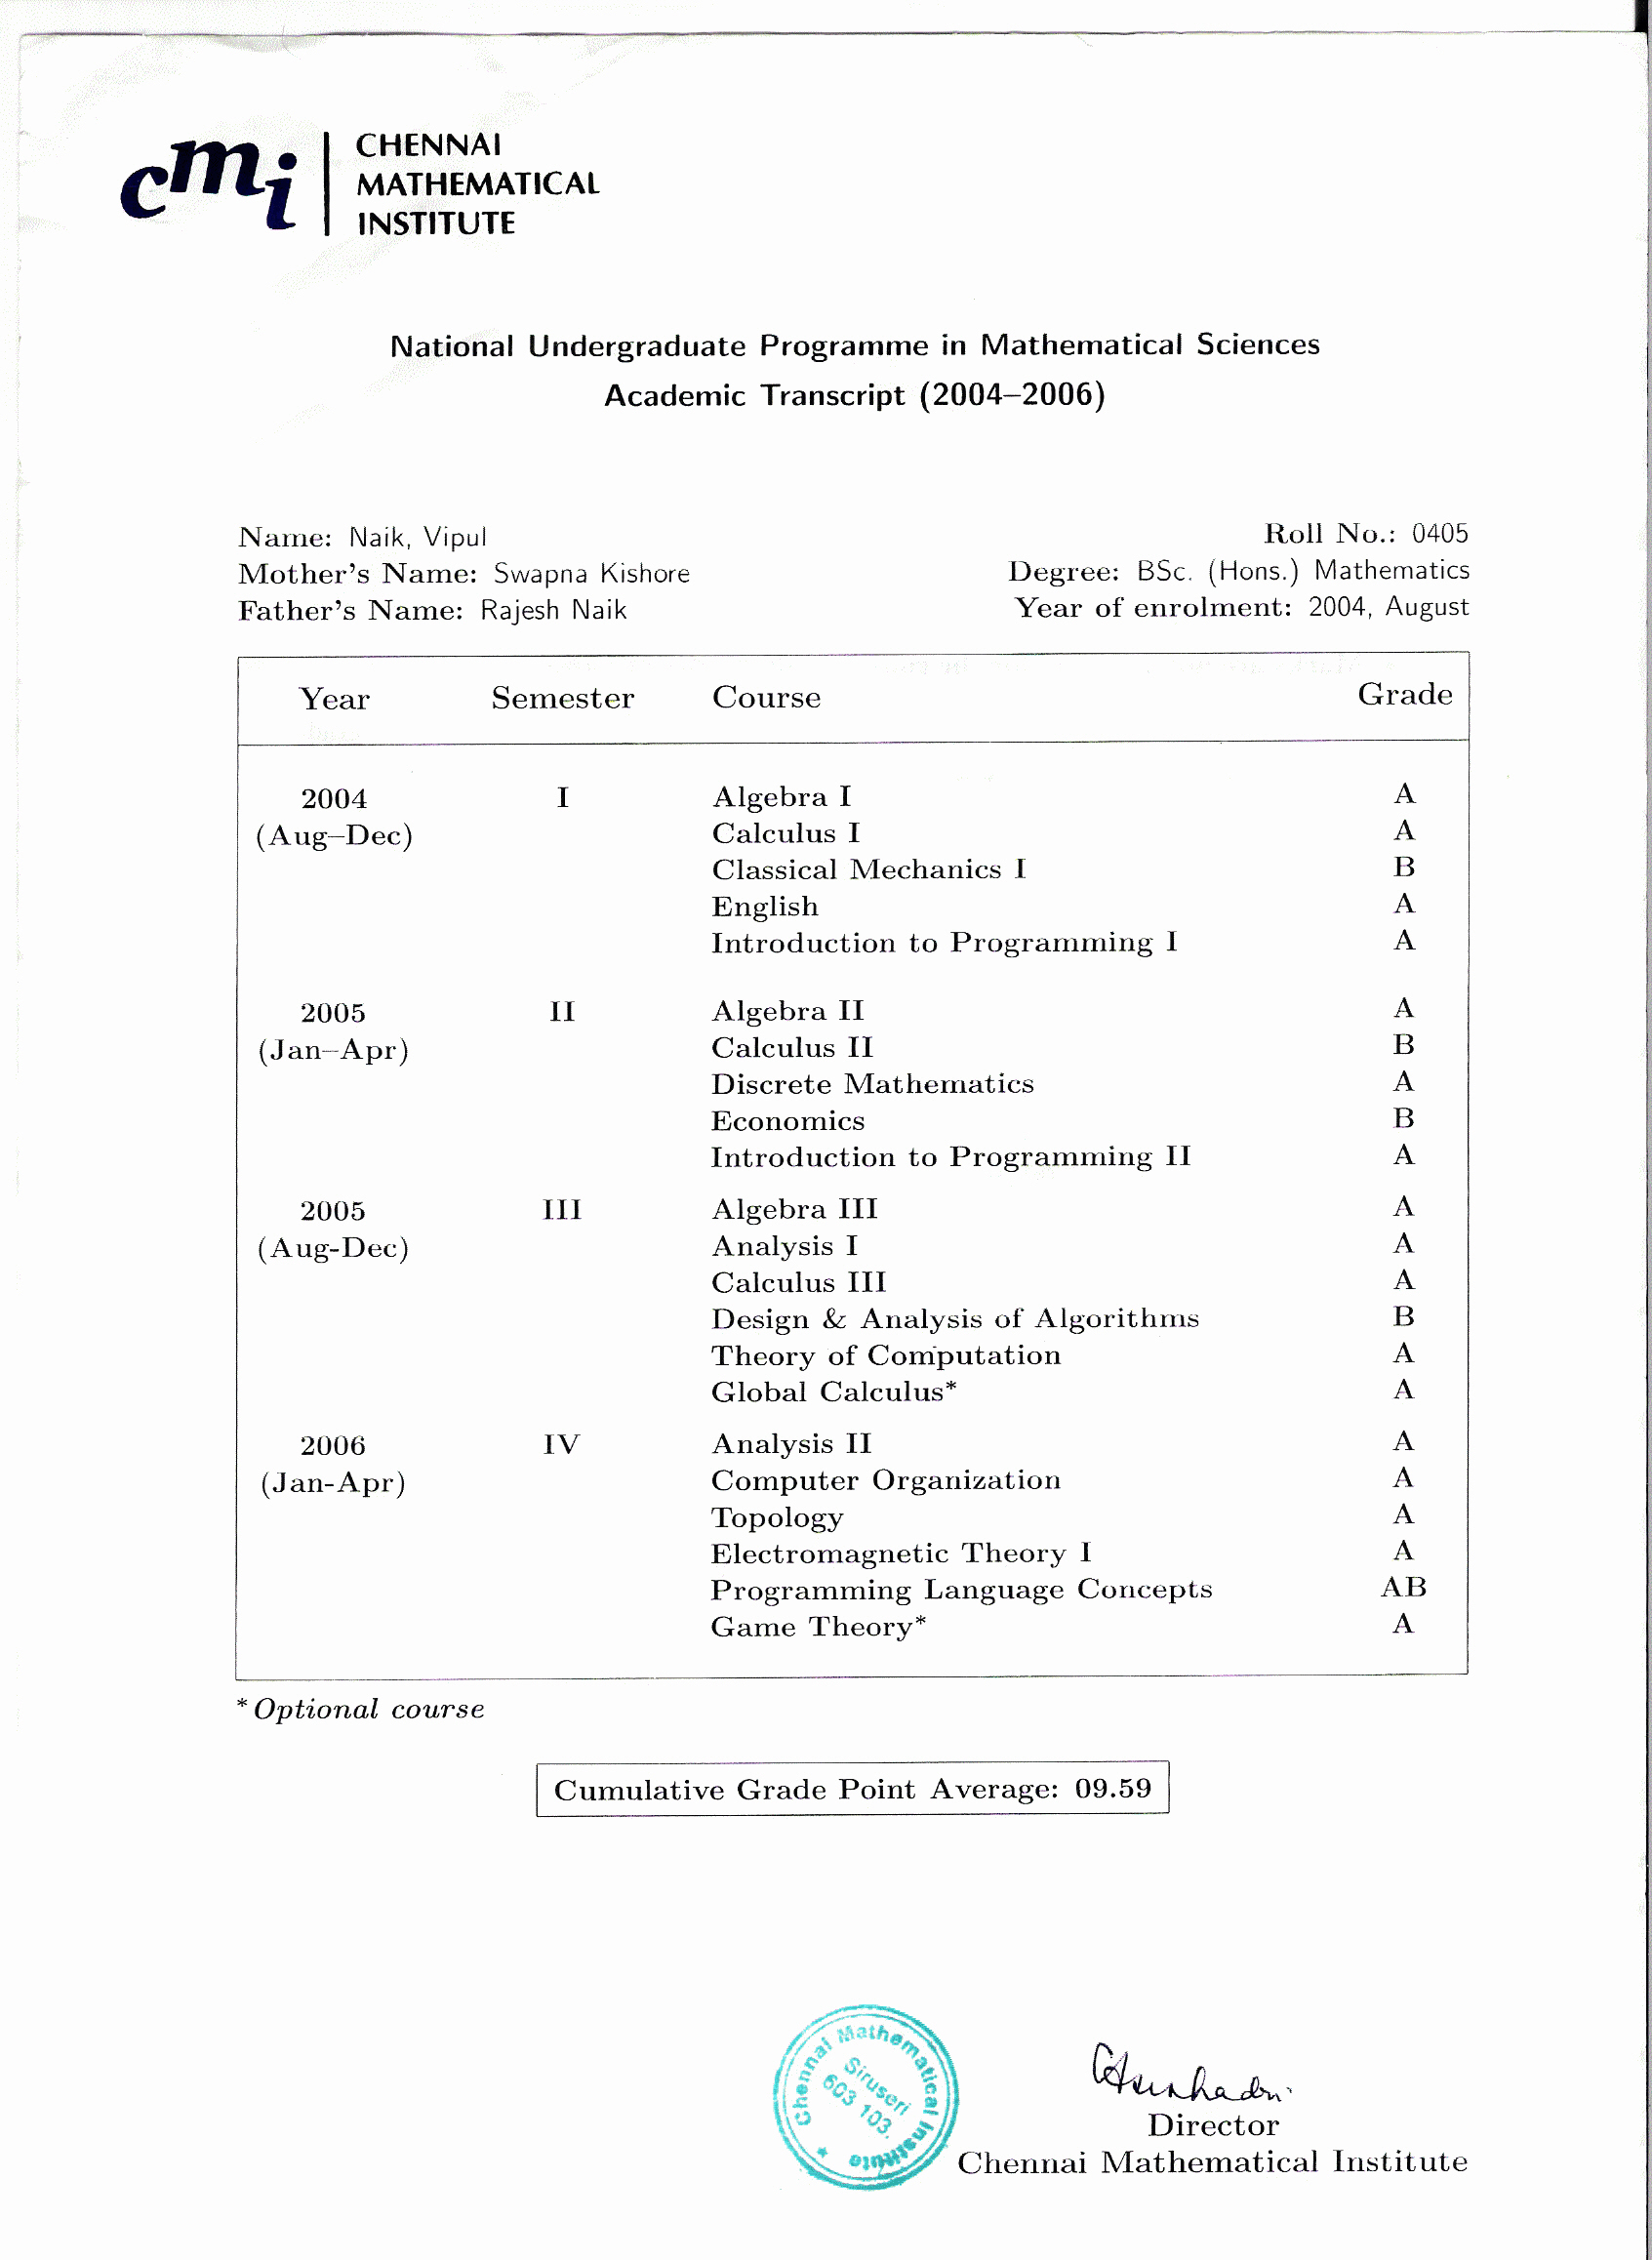 cmi
CHENNAI
MATHEMATICAL
INSTITUTE
National Undergraduate Programme in Mathematical Sciences
Academic Transcript (2004–2006)
Name: Naik, Vipul Roll No.: 0405
Mother's Name: Swapna Kishore Degree: BSc. (Hons.) Mathematics
Father's Name: Rajesh Naik Year of enrolment: 2004, August
Year Semester Course Grade
2004 I Algebra I A
(Aug–Dec) Calculus I A
Classical Mechanics I B
English A
Introduction to Programming I A
2005 II Algebra II A
(Jan–Apr) Calculus II B
Discrete Mathematics A
Economics B
Introduction to Programming II A
2005 III Algebra III A
(Aug-Dec) Analysis I A
Calculus III A
Design & Analysis of Algorithms B
Theory of Computation A
Global Calculus* A
2006 IV Analysis II A
(Jan-Apr) Computer Organization A
Topology A
Electromagnetic Theory I A
Programming Language Concepts AB
Game Theory* A
*Optional course
Cumulative Grade Point Average: 09.59
Chennai Mathematical Institute
Siruseri
603 103.
Director
Chennai Mathematical Institute